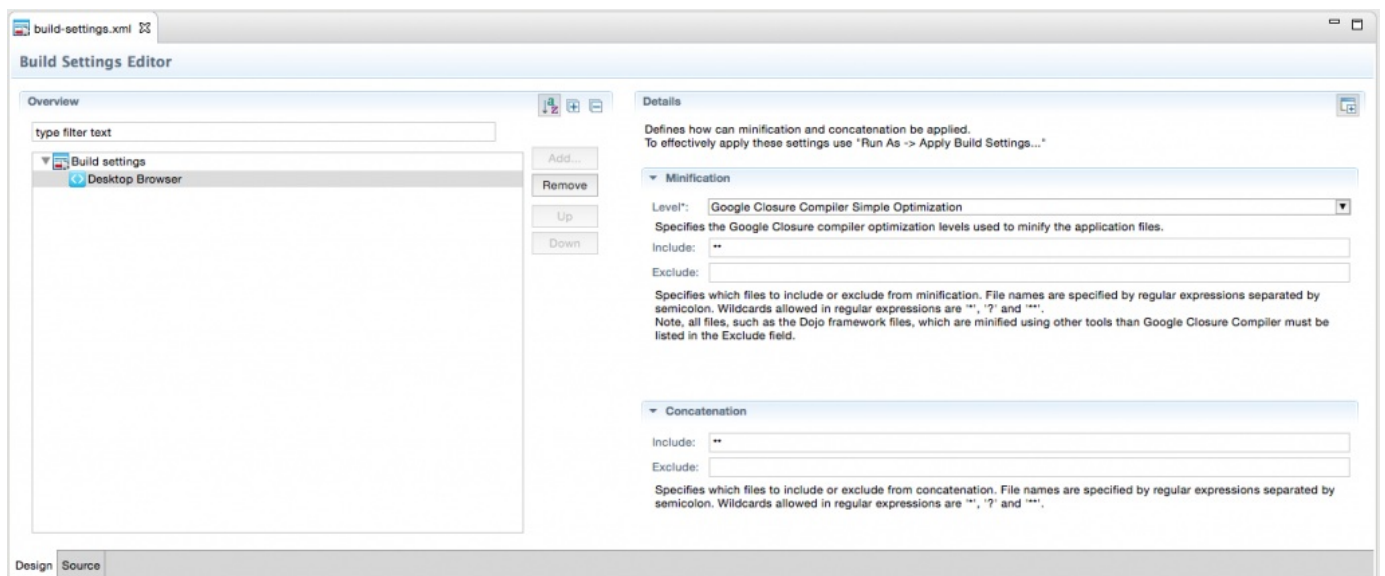 build-settings.xml
Build Settings Editor
Overview
type filter text
Build settings
Desktop Browser
Add...
Remove
Up
Down
Details
Defines how can minification and concatenation be applied.
To effectively apply these settings use "Run As -> Apply Build Settings..."
Minification
Level*: Google Closure Compiler Simple Optimization
Specifies the Google Closure compiler optimization levels used to minify the application files.
Include: **
Exclude:
Specifies which files to include or exclude from minification. File names are specified by regular expressions separated by
semicolon. Wildcards allowed in regular expressions are '*', '?' and '**'.
Note, all files, such as the Dojo framework files, which are minified using other tools than Google Closure Compiler must be
listed in the Exclude field.
Concatenation
Include: **
Exclude:
Specifies which files to include or exclude from concatenation. File names are specified by regular expressions separated by
semicolon. Wildcards allowed in regular expressions are '*', '?' and '**'.
Design Source